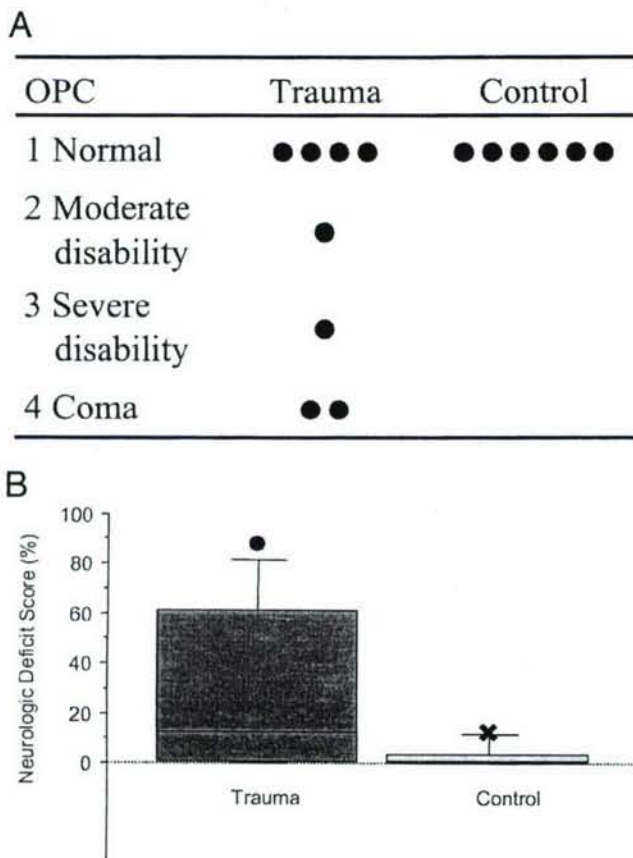 A
OPC Trauma Control
1 Normal
2 Moderate
disability
3 Severe
disability
4 Coma
B
Neurologic Deficit Score (%)
100
80
60
40
20
0
Trauma Control